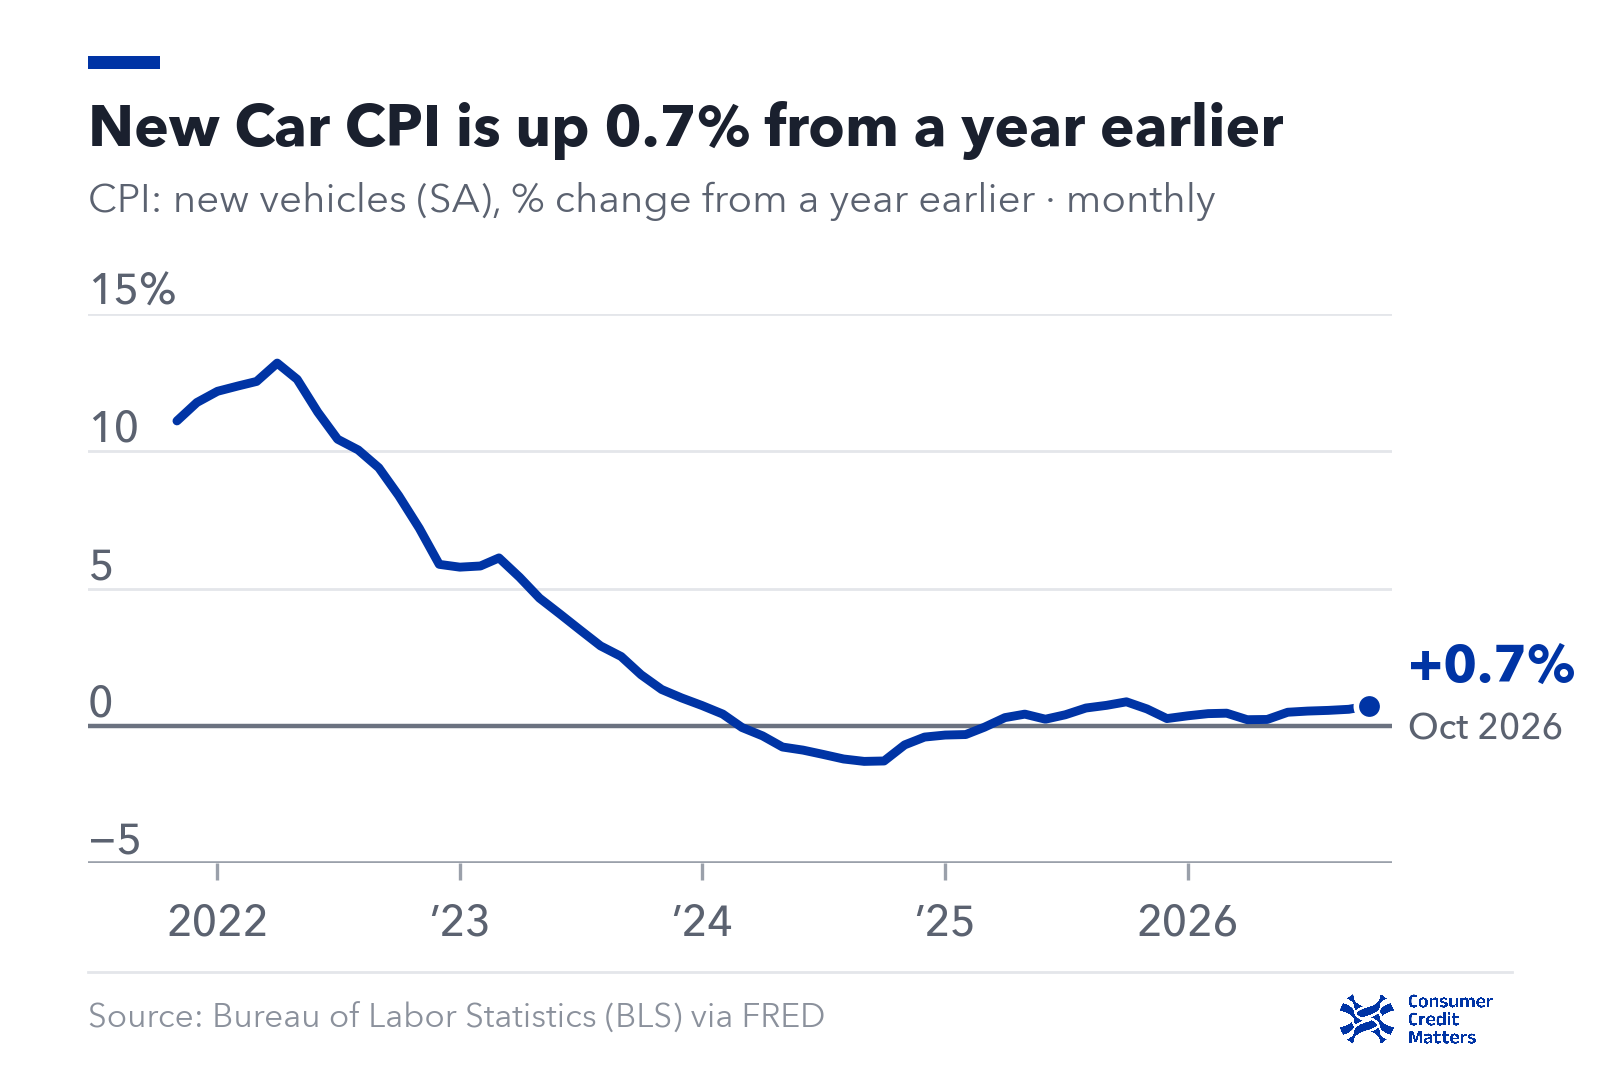 New Car CPI is up 0.7% from a year earlier
CPI: new vehicles (SA), % change from a year earlier · monthly
15%
10
5
0
−5
+0.7%
Oct 2026
2022
’23
’24
’25
2026
Source: Bureau of Labor Statistics (BLS) via FRED
Consumer
Credit
Matters